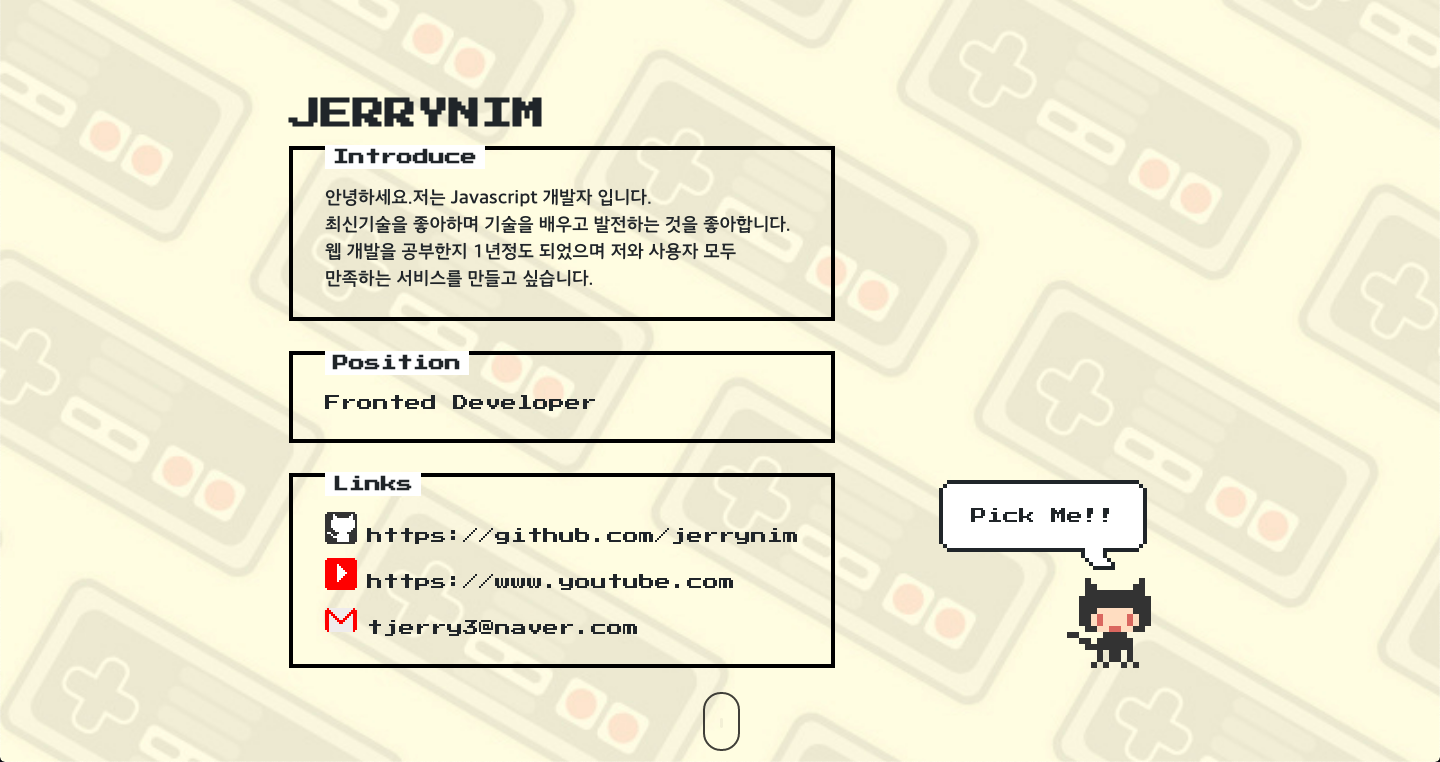 JERRYNIM
Introduce
안녕하세요.저는 Javascript 개발자 입니다.
최신기술을 좋아하며 기술을 배우고 발전하는 것을 좋아합니다.
웹 개발을 공부한지 1년정도 되었으며 저와 사용자 모두
만족하는 서비스를 만들고 싶습니다.
Position
Fronted Developer
Links
https://github.com/jerrynim
https://www.youtube.com
tjerry3@naver.com
Pick Me!!